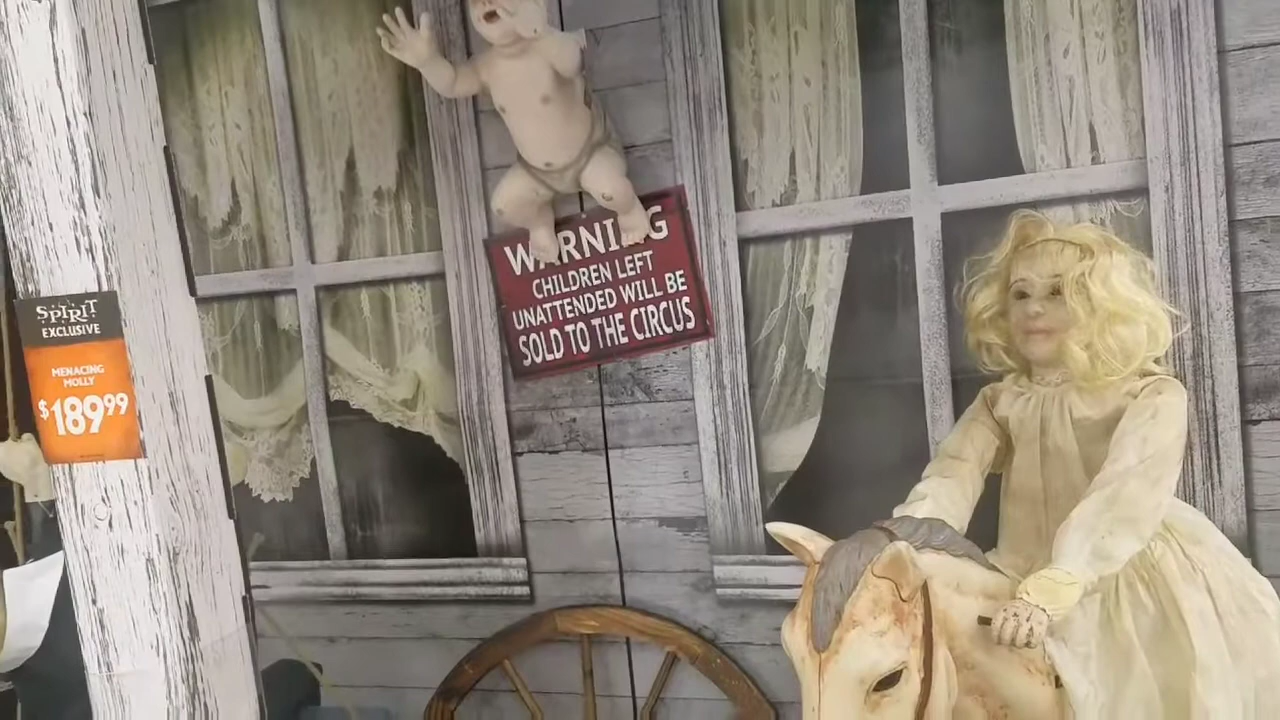 SPIRIT
EXCLUSIVE
MENACING
MOLLY
$189.99
WARNING
CHILDREN LEFT
UNATTENDED WILL BE
SOLD TO THE CIRCUS